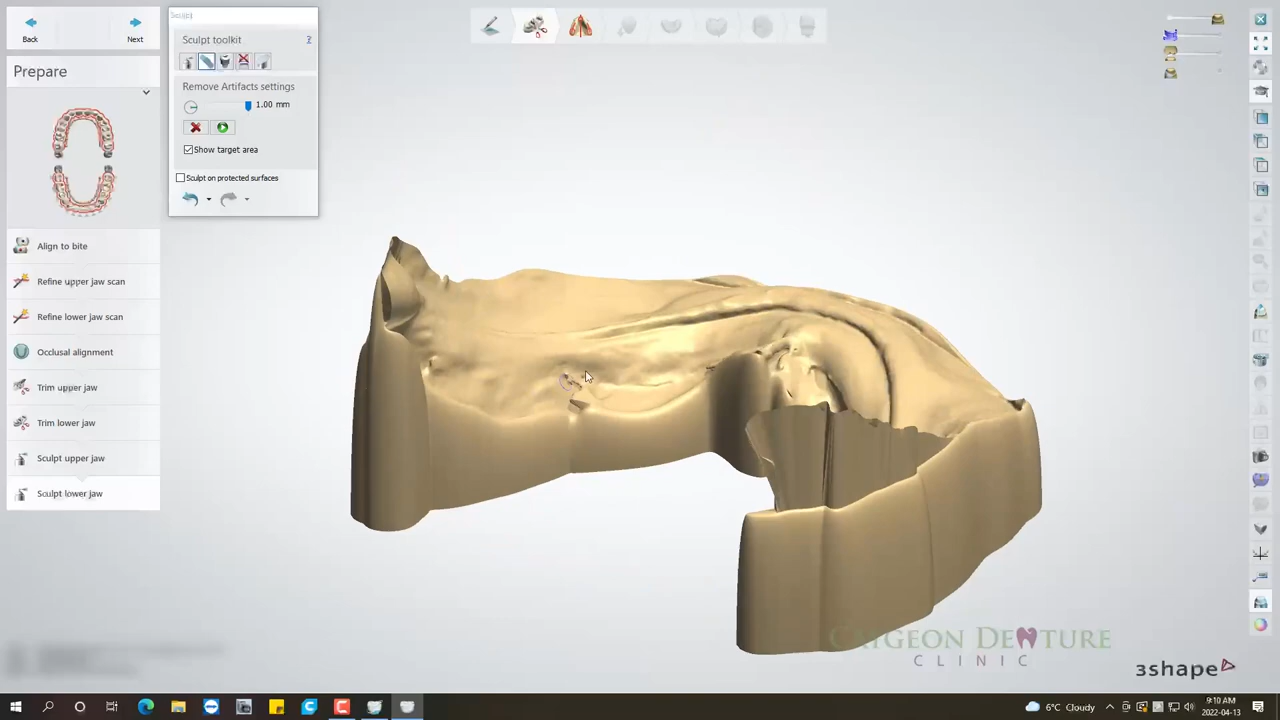 Sculpt
Back
Next
Sculpt toolkit
?
Prepare
Remove Artifacts settings
1.00 mm
Show target area
Sculpt on protected surfaces
Align to bite
Refine upper jaw scan
Refine lower jaw scan
Occlusal alignment
Trim upper jaw
Trim lower jaw
Sculpt upper jaw
Sculpt lower jaw
DENTURE
CLINIC
3shape
6°C Cloudy
9:10 AM
2022-04-13